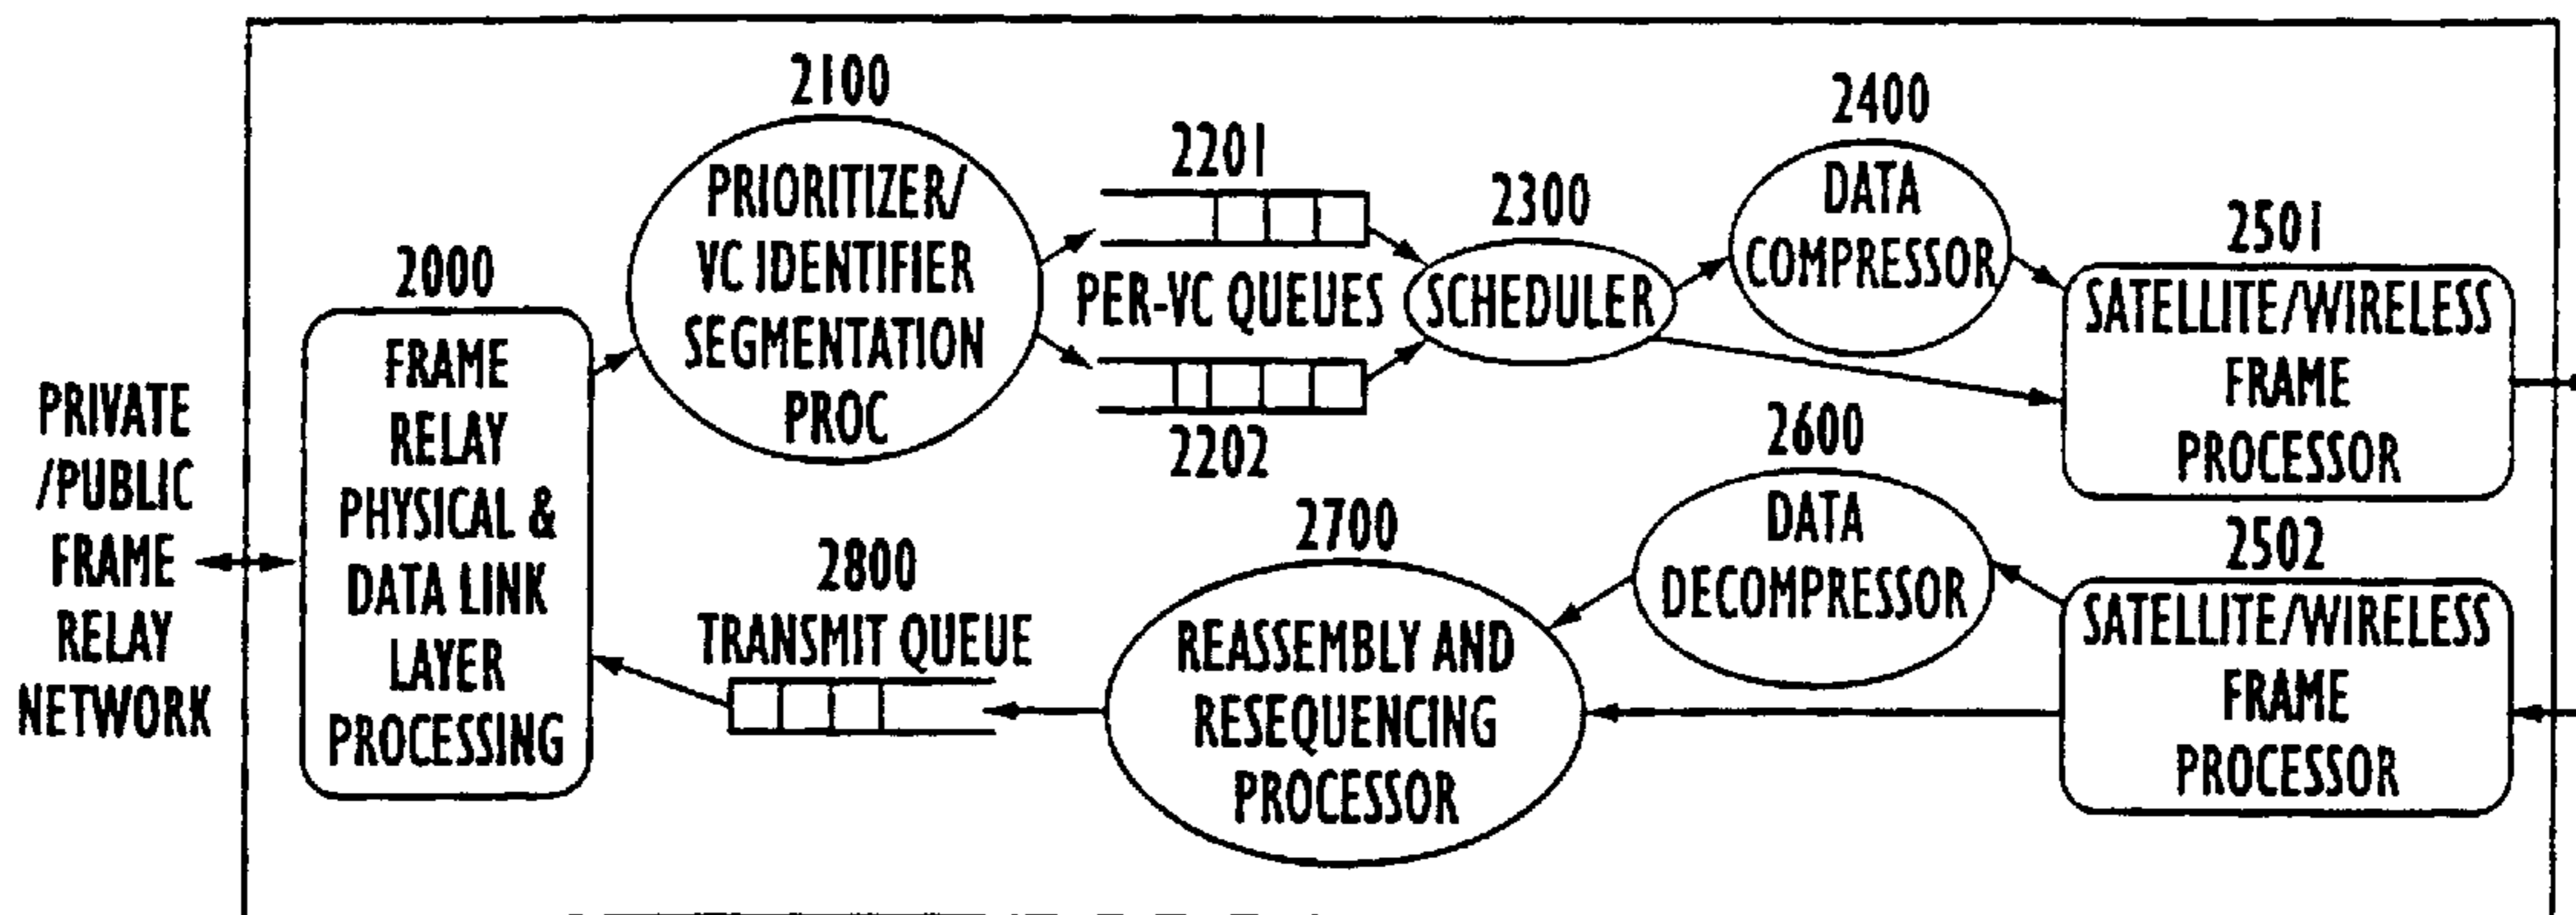 PRIVATE
/PUBLIC
FRAME
RELAY
NETWORK
2000
FRAME
RELAY
PHYSICAL &
DATA LINK
LAYER
PROCESSING
2100
PRIORITIZER/
VC IDENTIFIER
SEGMENTATION
PROC
2201
PER-VC QUEUES
2202
2300
SCHEDULER
2400
DATA
COMPRESSOR
2501
SATELLITE/WIRELESS
FRAME
PROCESSOR
2502
SATELLITE/WIRELESS
FRAME
PROCESSOR
2600
DATA
DECOMPRESSOR
2700
REASSEMBLY AND
RESEQUENCING
PROCESSOR
2800
TRANSMIT QUEUE